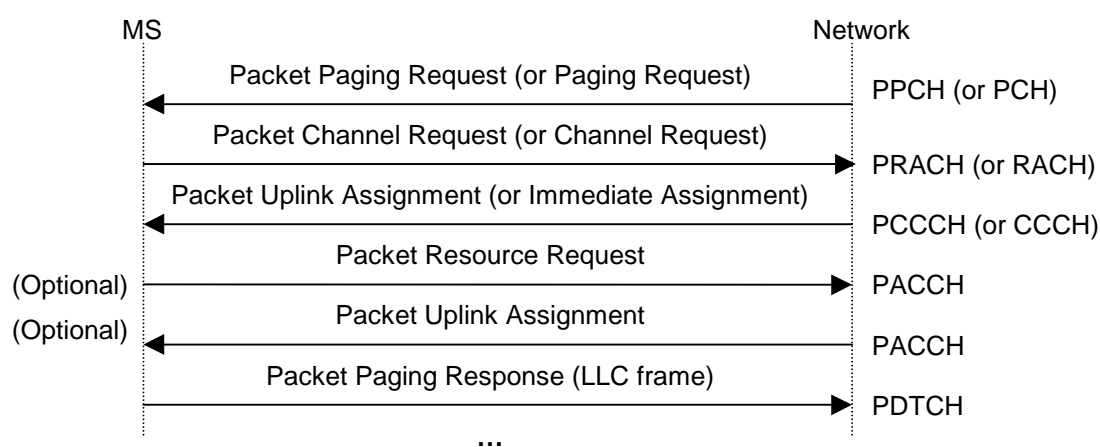 MS Network
Packet Paging Request (or Paging Request)
PPCH (or PCH)
Packet Channel Request (or Channel Request)
PRACH (or RACH)
Packet Uplink Assignment (or Immediate Assignment)
PCCCH (or CCCH)
Packet Resource Request
(Optional) PACCH
Packet Uplink Assignment
(Optional) PACCH
Packet Paging Response (LLC frame)
PDTCH
...